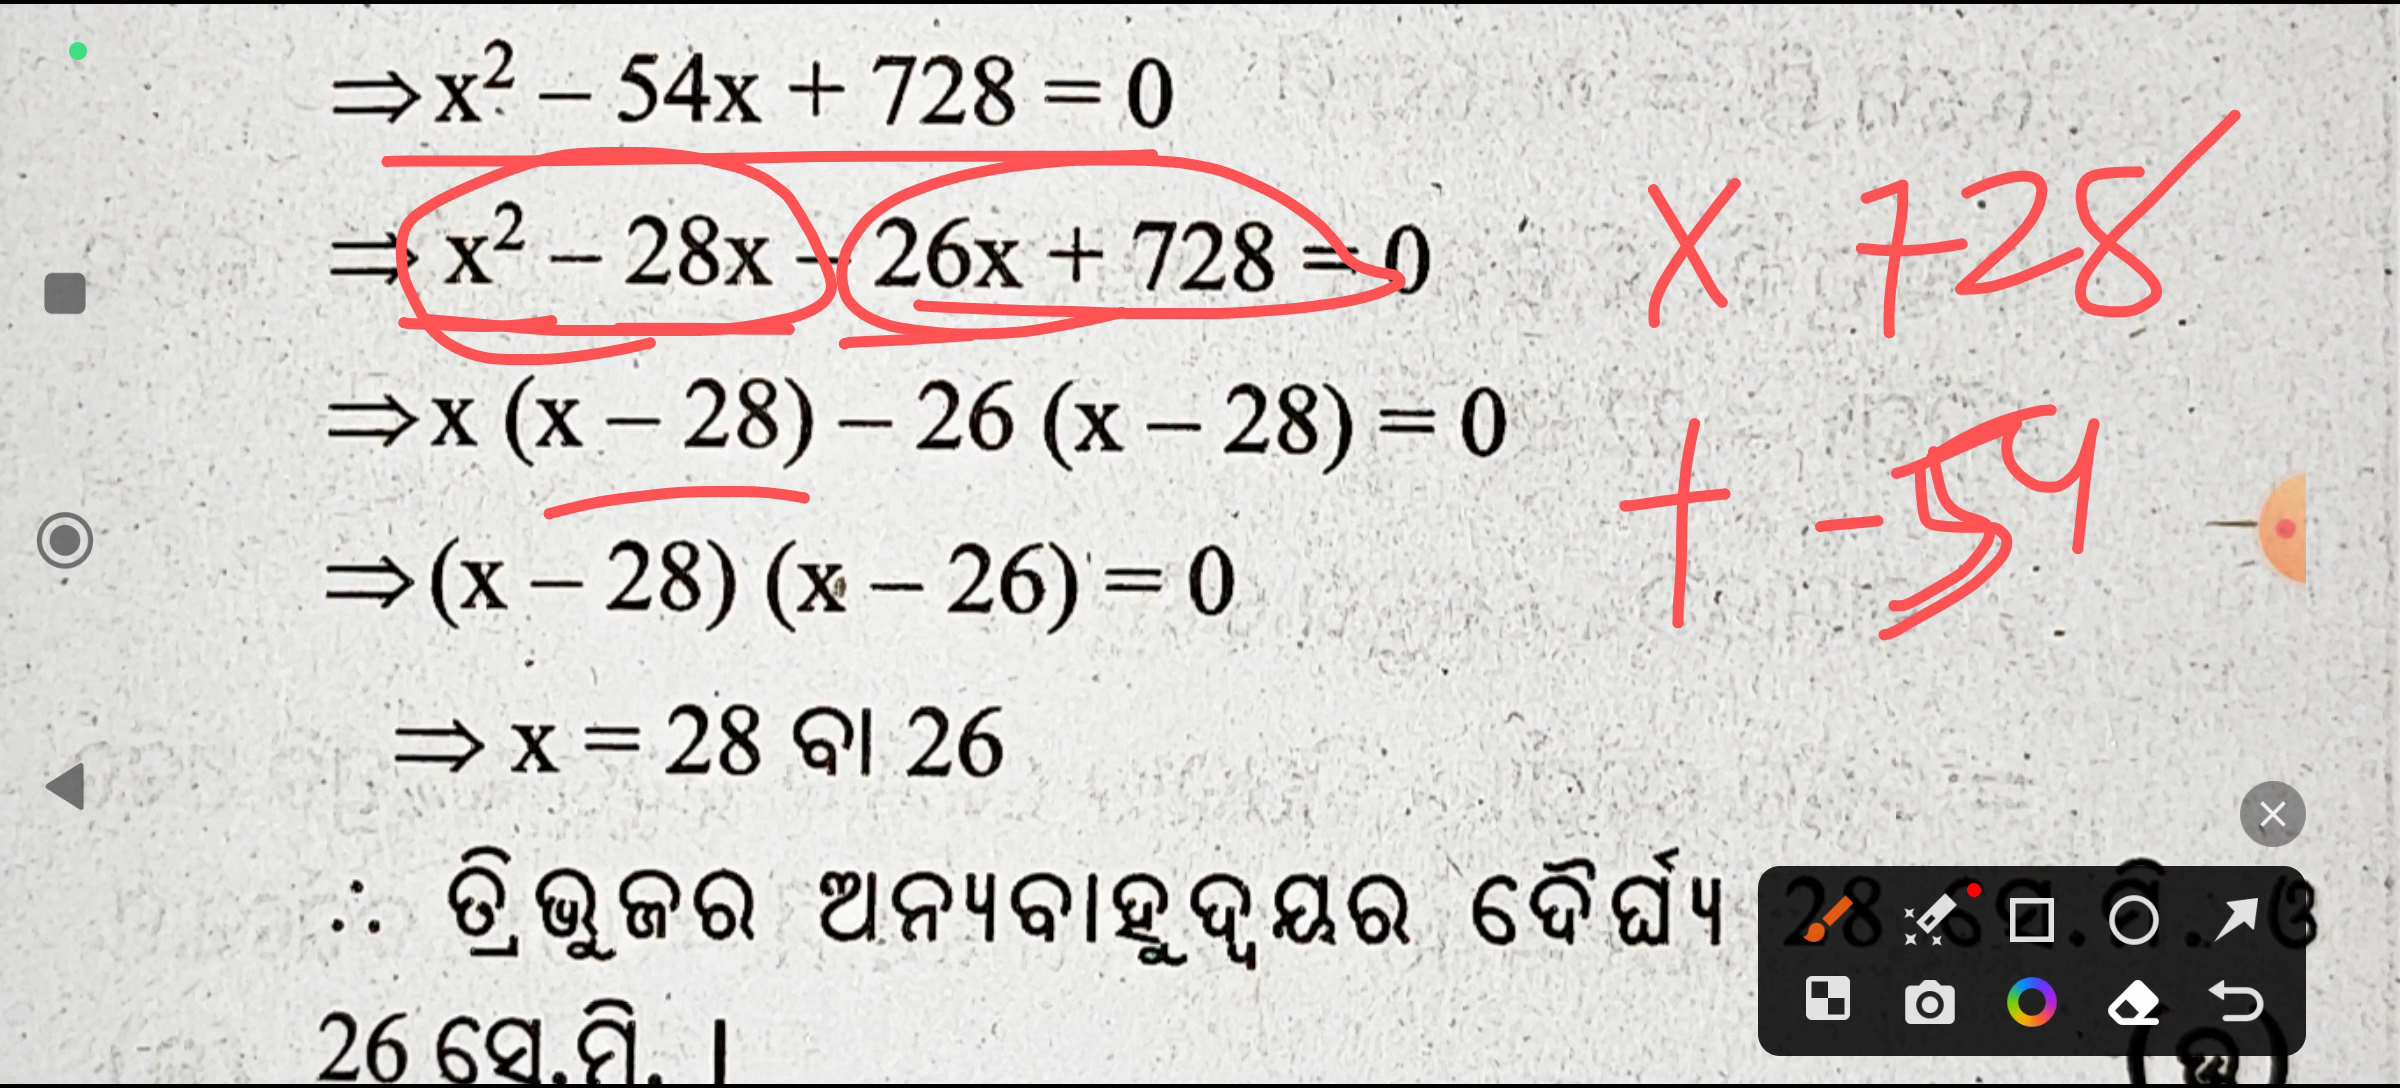 ⇒ x² – 54x + 728 = 0
⇒ x² – 28x – 26x + 728 = 0
⇒ x (x – 28) – 26 (x – 28) = 0
⇒ (x – 28) (x – 26) = 0
⇒ x = 28 ବା 26
∴ ତ୍ରିଭୁଜର ଅନ୍ୟବାହୁଦ୍ୱୟର ଦୈର୍ଘ୍ୟ 28 ସେ.ମି. ଓ
26 ସେ.ମି. ।
x 728
+ -54